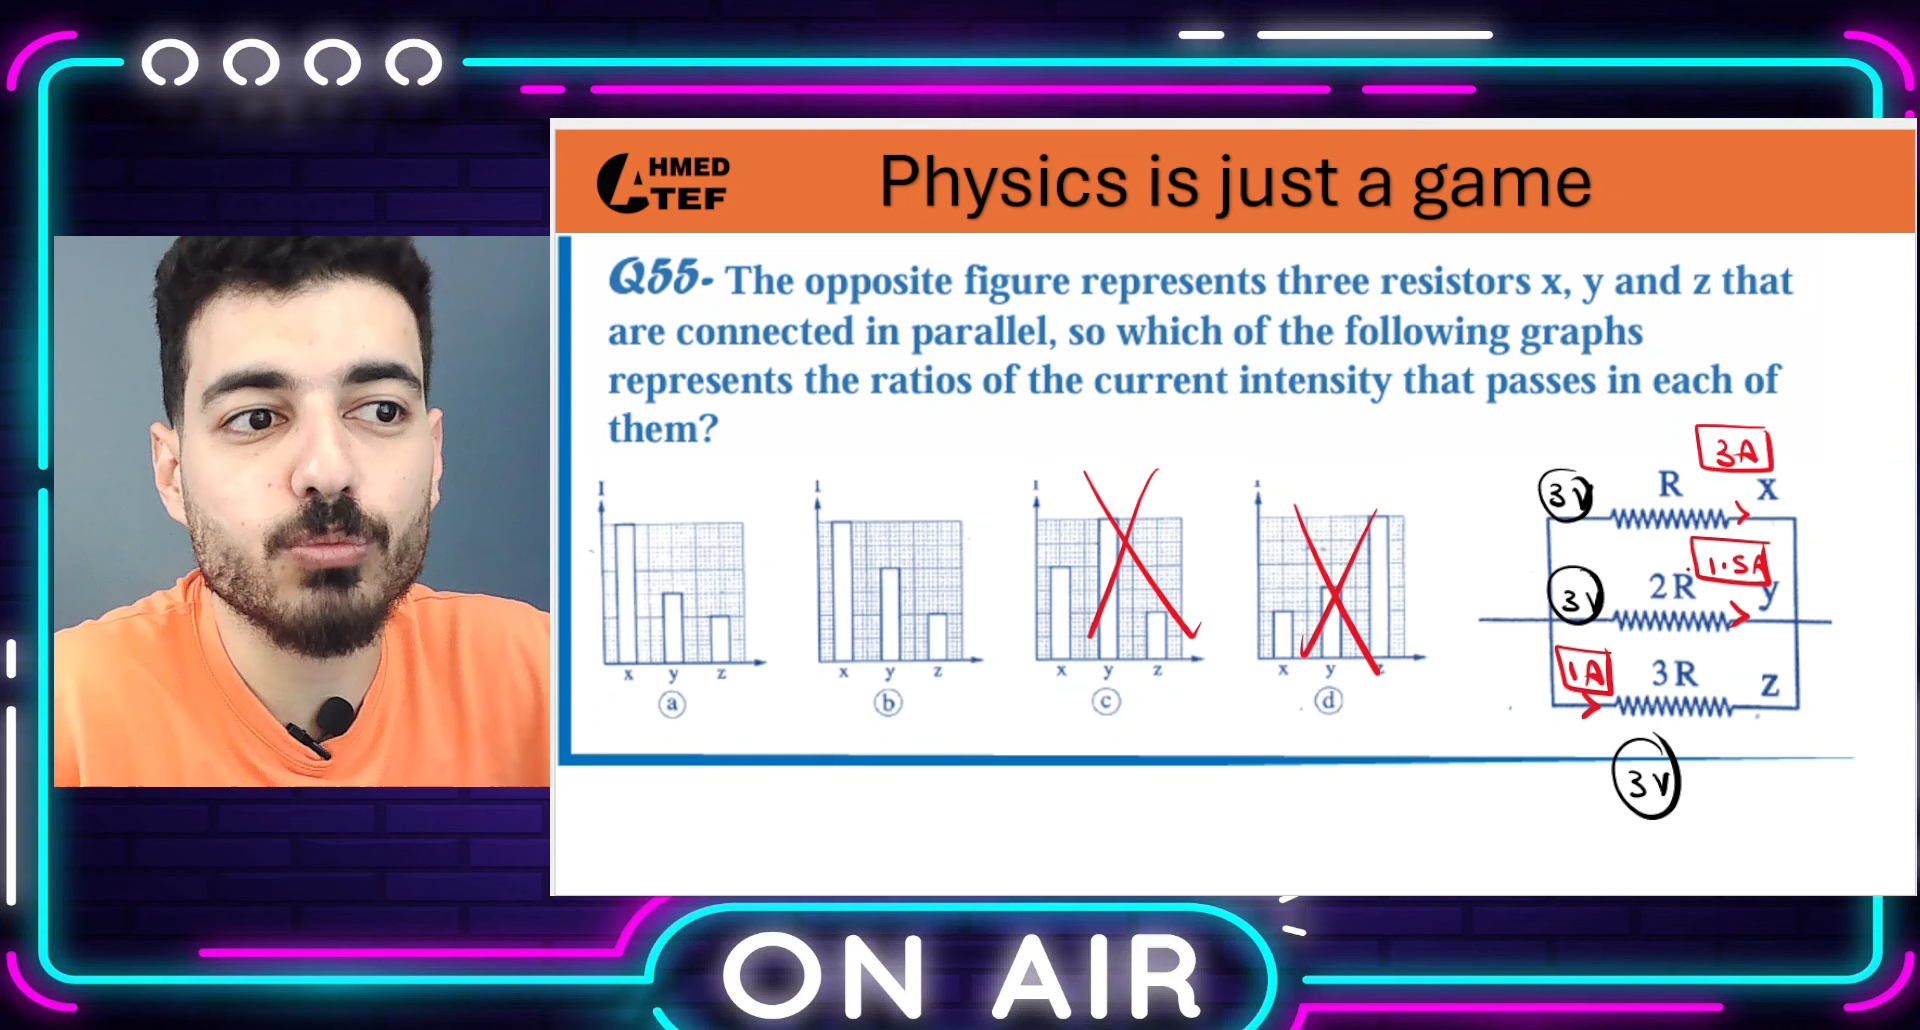 AHMED
ATEF
Physics is just a game
Q55- The opposite figure represents three resistors x, y and z that
are connected in parallel, so which of the following graphs
represents the ratios of the current intensity that passes in each of
them?
I
x y z
a
I
x y z
b
I
x y z
c
I
x y z
d
3A
3V
R
x
1.5A
3V
2R
y
1A
3R
z
3V
ON AIR